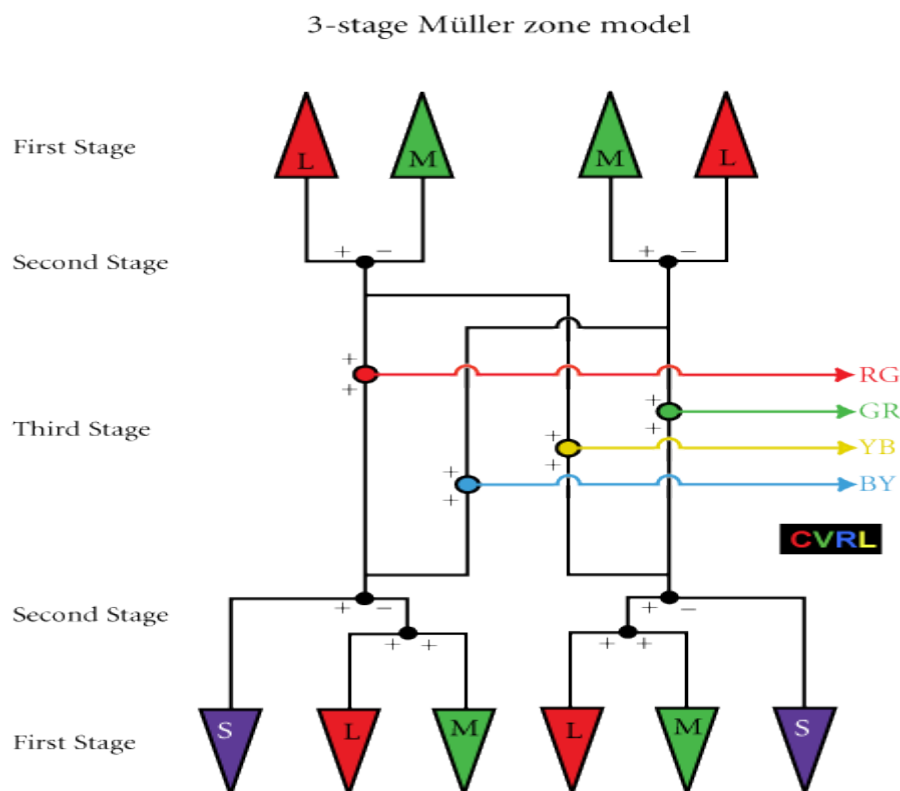 3-stage Müller zone model
First Stage
L M M L
Second Stage
+ − + −
+
+
RG
+
GR
+
Third Stage
+
YB
+
+
BY
+
CVRL
Second Stage
+ − + −
+ + + +
First Stage
S L M L M S